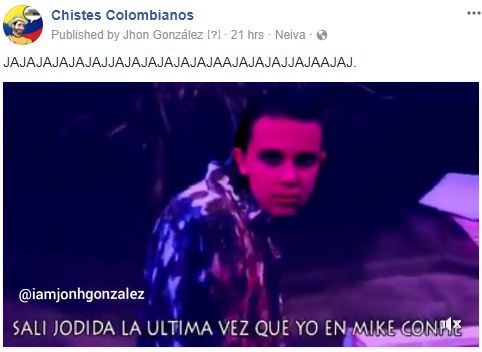 Chistes Colombianos
Published by Jhon González [?] · 21 hrs · Neiva ·
JAJAJAJAJAJAJJAJAJAJAJAJAJAAJAJAJAJJAJAAJAJ.
@iamjonhgonzalez
SALI JODIDA LA ULTIMA VEZ QUE YO EN MIKE CONFIE